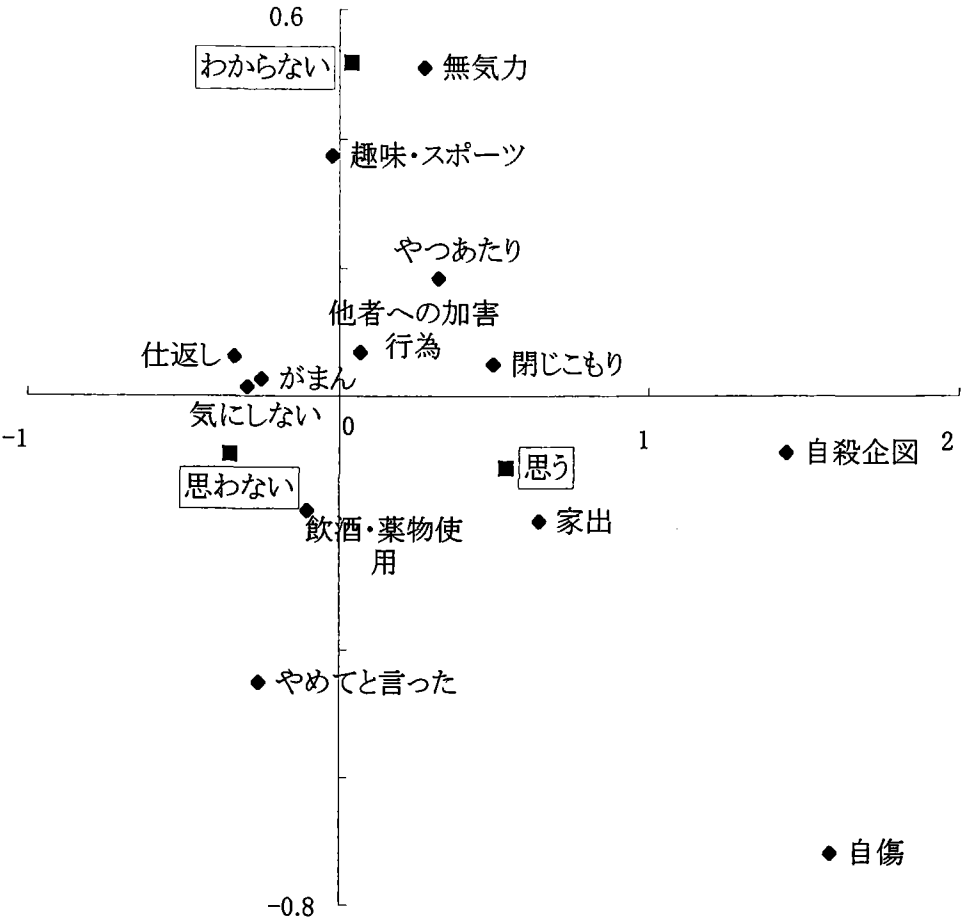 0.6
わからない
無気力
趣味・スポーツ
やつあたり
他者への加害
行為
仕返し
がまん
閉じこもり
気にしない
-1
0
1
2
自殺企図
思う
思わない
飲酒・薬物使
用
家出
やめてと言った
自傷
-0.8